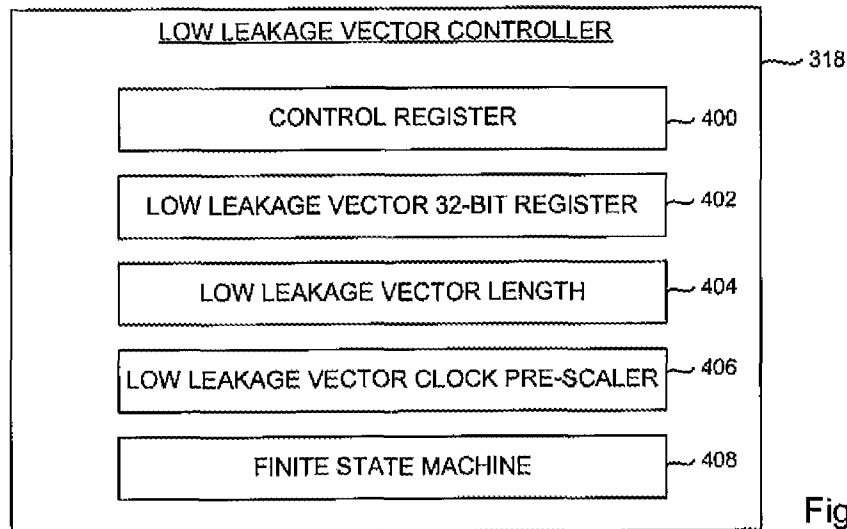 LOW LEAKAGE VECTOR CONTROLLER
318
CONTROL REGISTER
400
LOW LEAKAGE VECTOR 32-BIT REGISTER
402
LOW LEAKAGE VECTOR LENGTH
404
LOW LEAKAGE VECTOR CLOCK PRE-SCALER
406
FINITE STATE MACHINE
408
Fig